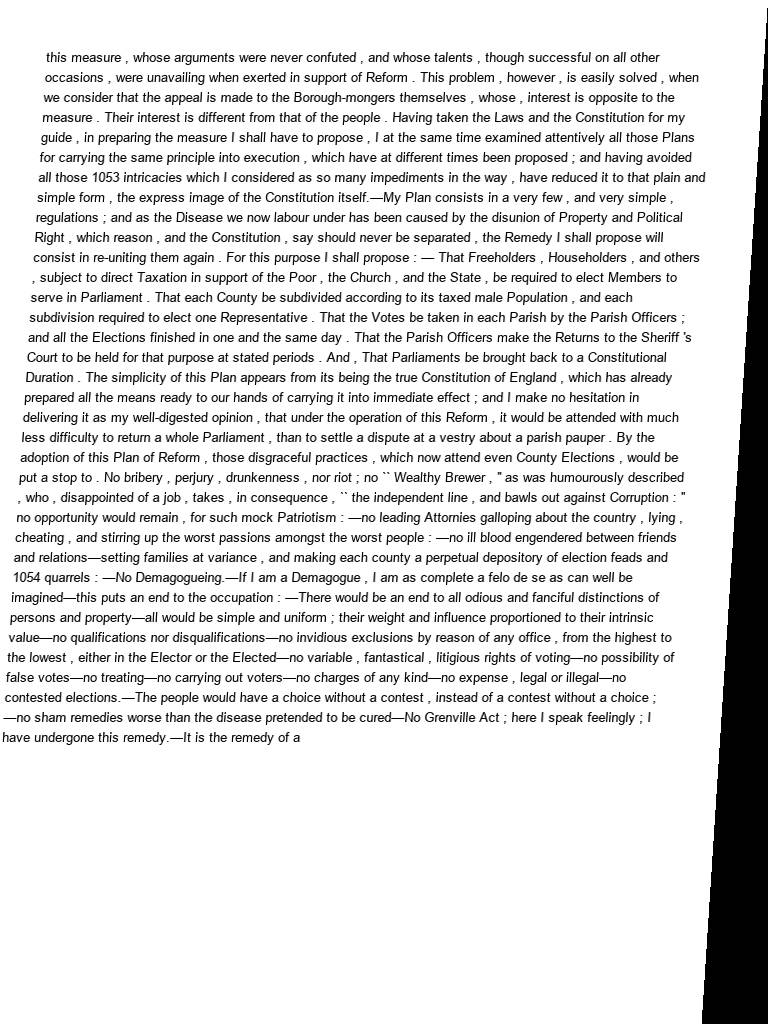 this measure , whose arguments were never confuted , and whose talents , though successful on all other
occasions , were unavailing when exerted in support of Reform . This problem , however , is easily solved , when
we consider that the appeal is made to the Borough-mongers themselves , whose , interest is opposite to the
measure . Their interest is different from that of the people . Having taken the Laws and the Constitution for my
guide , in preparing the measure I shall have to propose , I at the same time examined attentively all those Plans
for carrying the same principle into execution , which have at different times been proposed ; and having avoided
all those 1053 intricacies which I considered as so many impediments in the way , have reduced it to that plain and
simple form , the express image of the Constitution itself.—My Plan consists in a very few , and very simple ,
regulations ; and as the Disease we now labour under has been caused by the disunion of Property and Political
Right , which reason , and the Constitution , say should never be separated , the Remedy I shall propose will
consist in re-uniting them again . For this purpose I shall propose : — That Freeholders , Householders , and others
, subject to direct Taxation in support of the Poor , the Church , and the State , be required to elect Members to
serve in Parliament . That each County be subdivided according to its taxed male Population , and each
subdivision required to elect one Representative . That the Votes be taken in each Parish by the Parish Officers ;
and all the Elections finished in one and the same day . That the Parish Officers make the Returns to the Sheriff 's
Court to be held for that purpose at stated periods . And , That Parliaments be brought back to a Constitutional
Duration . The simplicity of this Plan appears from its being the true Constitution of England , which has already
prepared all the means ready to our hands of carrying it into immediate effect ; and I make no hesitation in
delivering it as my well-digested opinion , that under the operation of this Reform , it would be attended with much
less difficulty to return a whole Parliament , than to settle a dispute at a vestry about a parish pauper . By the
adoption of this Plan of Reform , those disgraceful practices , which now attend even County Elections , would be
put a stop to . No bribery , perjury , drunkenness , nor riot ; no `` Wealthy Brewer , " as was humourously described
, who , disappointed of a job , takes , in consequence , `` the independent line , and bawls out against Corruption : "
no opportunity would remain , for such mock Patriotism : —no leading Attornies galloping about the country , lying ,
cheating , and stirring up the worst passions amongst the worst people : —no ill blood engendered between friends
and relations—setting families at variance , and making each county a perpetual depository of election feads and
1054 quarrels : —No Demagogueing.—If I am a Demagogue , I am as complete a felo de se as can well be
imagined—this puts an end to the occupation : —There would be an end to all odious and fanciful distinctions of
persons and property—all would be simple and uniform ; their weight and influence proportioned to their intrinsic
value—no qualifications nor disqualifications—no invidious exclusions by reason of any office , from the highest to
the lowest , either in the Elector or the Elected—no variable , fantastical , litigious rights of voting—no possibility of
false votes—no treating—no carrying out voters—no charges of any kind—no expense , legal or illegal—no
contested elections.—The people would have a choice without a contest , instead of a contest without a choice ;
—no sham remedies worse than the disease pretended to be cured—No Grenville Act ; here I speak feelingly ; I
have undergone this remedy.—It is the remedy of a